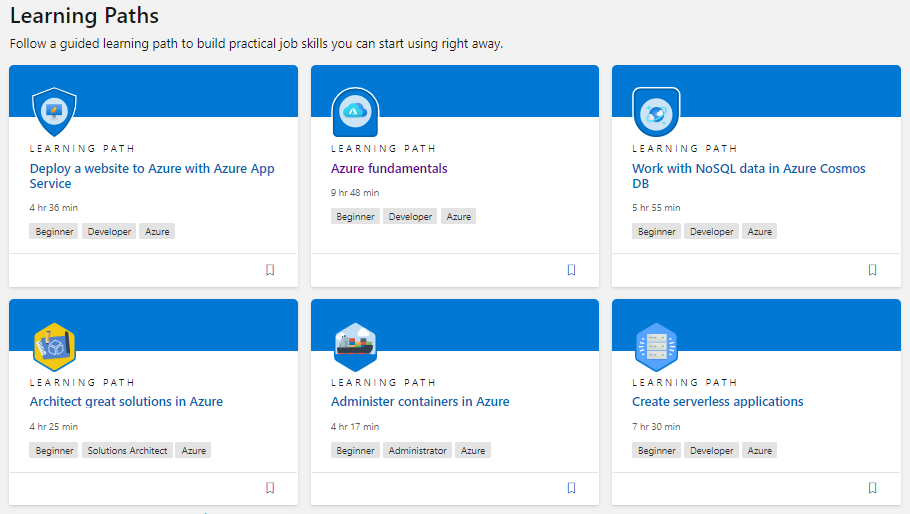 Learning Paths
Follow a guided learning path to build practical job skills you can start using right away.
LEARNING PATH
Deploy a website to Azure with Azure App
Service
4 hr 36 min
Beginner Developer Azure
LEARNING PATH
Azure fundamentals
9 hr 48 min
Beginner Developer Azure
LEARNING PATH
Work with NoSQL data in Azure Cosmos
DB
5 hr 55 min
Beginner Developer Azure
LEARNING PATH
Architect great solutions in Azure
4 hr 25 min
Beginner Solutions Architect Azure
LEARNING PATH
Administer containers in Azure
4 hr 17 min
Beginner Administrator Azure
LEARNING PATH
Create serverless applications
7 hr 30 min
Beginner Developer Azure